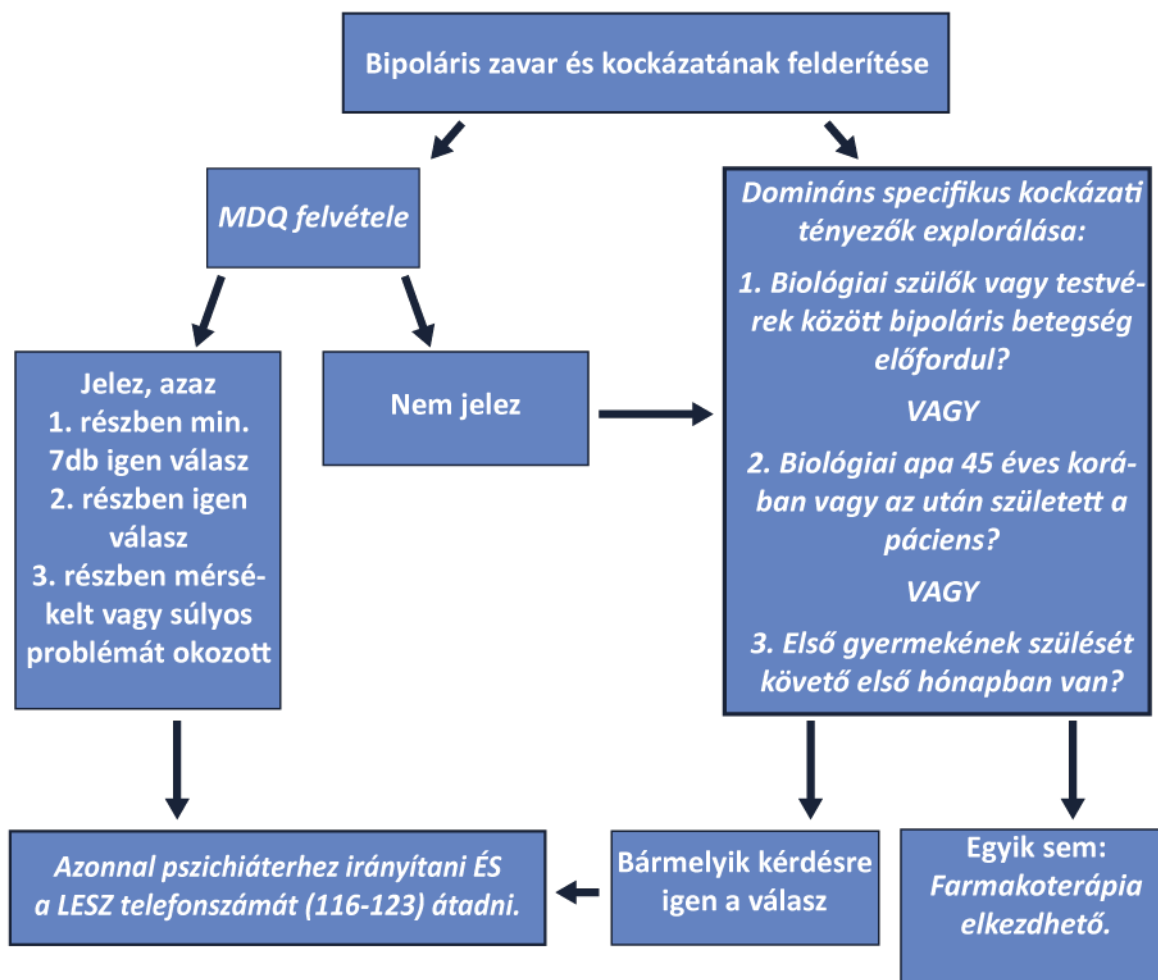 Bipoláris zavar és kockázatának felderítése
MDQ felvétele
Jelez, azaz
1. részben min.
7db igen válasz
2. részben igen
válasz
3. részben mérsé-
kelt vagy súlyos
problémát okozott
Nem jelez
Domináns specifikus kockázati
tényezők explorálása:
1. Biológiai szülők vagy testvé-
rek között bipoláris betegség
előfordul?
VAGY
2. Biológiai apa 45 éves korá-
ban vagy az után született a
páciens?
VAGY
3. Első gyermekének szülését
követő első hónapban van?
Azonnal pszichiáterhez irányítani ÉS
a LESZ telefonszámát (116-123) átadni.
Bármelyik kérdésre
igen a válasz
Egyik sem:
Farmakoterápia
elkezdhető.